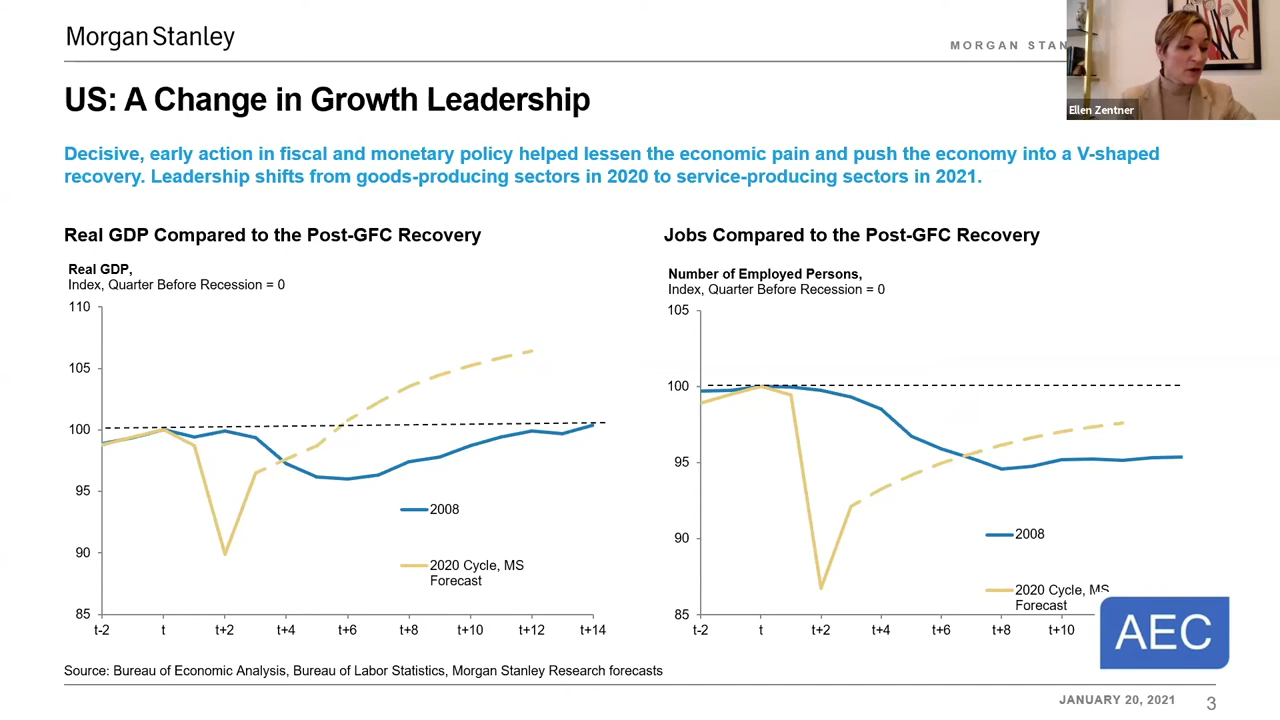 Morgan Stanley
MORGAN STAN
Ellen Zentner
US: A Change in Growth Leadership
Decisive, early action in fiscal and monetary policy helped lessen the economic pain and push the economy into a V-shaped
recovery. Leadership shifts from goods-producing sectors in 2020 to service-producing sectors in 2021.
Real GDP Compared to the Post-GFC Recovery
Real GDP,
Index, Quarter Before Recession = 0
110
105
100
95
90
85
t-2 t t+2 t+4 t+6 t+8 t+10 t+12 t+14
2008
2020 Cycle, MS
Forecast
Jobs Compared to the Post-GFC Recovery
Number of Employed Persons,
Index, Quarter Before Recession = 0
105
100
95
90
85
t-2 t t+2 t+4 t+6 t+8 t+10
2008
2020 Cycle, MS
Forecast
AEC
Source: Bureau of Economic Analysis, Bureau of Labor Statistics, Morgan Stanley Research forecasts
JANUARY 20, 2021
3